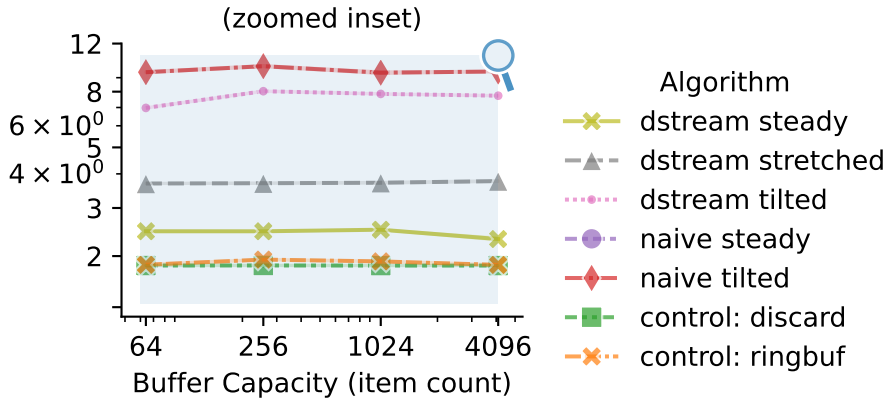 (zoomed inset)
12
8
6 × 10⁰
5
4 × 10⁰
3
2
64 256 1024 4096
Buffer Capacity (item count)
Algorithm
dstream steady
dstream stretched
dstream tilted
naive steady
naive tilted
control: discard
control: ringbuf